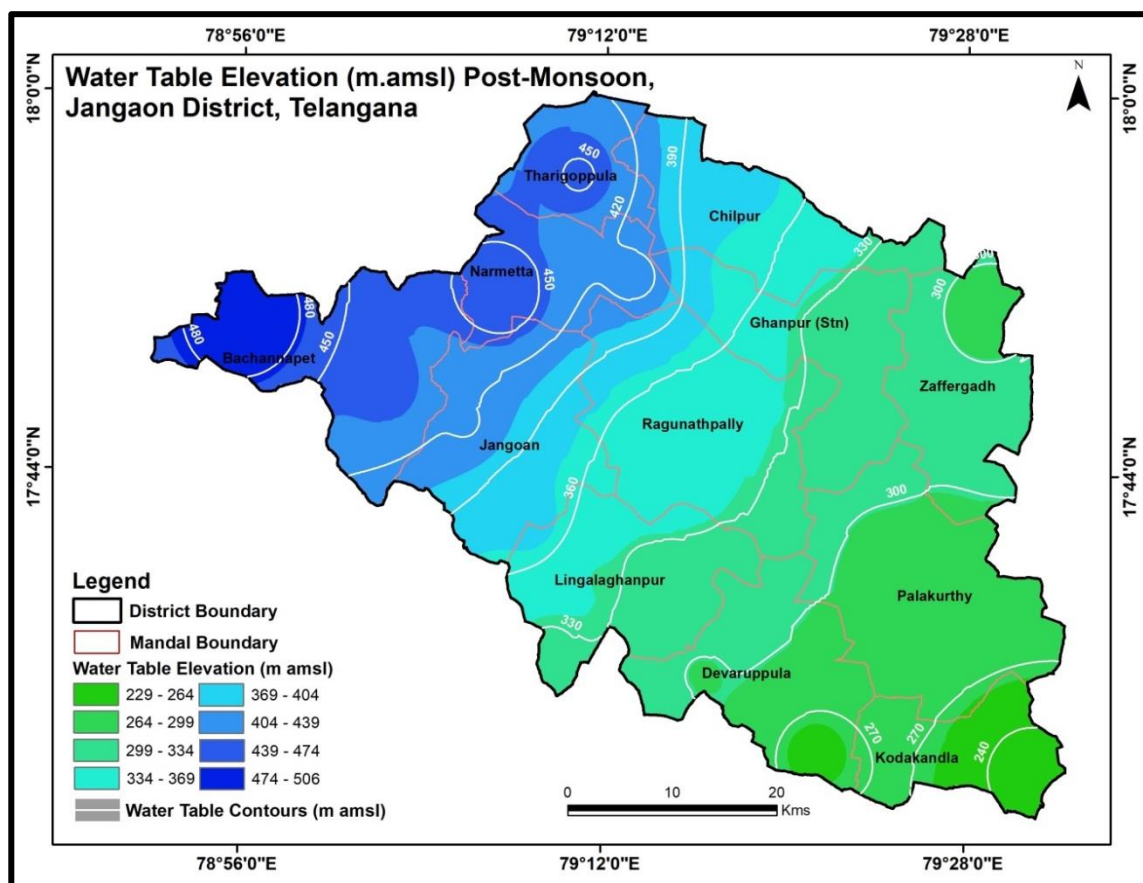 78°56'0"E
79°12'0"E
79°28'0"E
Water Table Elevation (m.amsl) Post-Monsoon,
Jangaon District, Telangana
N
18°0'0"N
18°0'0"N
450
Tharigoppula
390
420
Chilpur
330
300
Narmetta
450
300
480
480
450
Ghanpur (Stn)
Bachannapet
Zaffergadh
Ragunathpally
Jangoan
17°44'0"N
17°44'0"N
360
300
Lingalaghanpur
Palakurthy
330
Devaruppula
270
270
Kodakandla
240
Legend
District Boundary
Mandal Boundary
Water Table Elevation (m amsl)
229 - 264
369 - 404
264 - 299
404 - 439
299 - 334
439 - 474
334 - 369
474 - 506
Water Table Contours (m amsl)
0 10 20
Kms
78°56'0"E
79°12'0"E
79°28'0"E